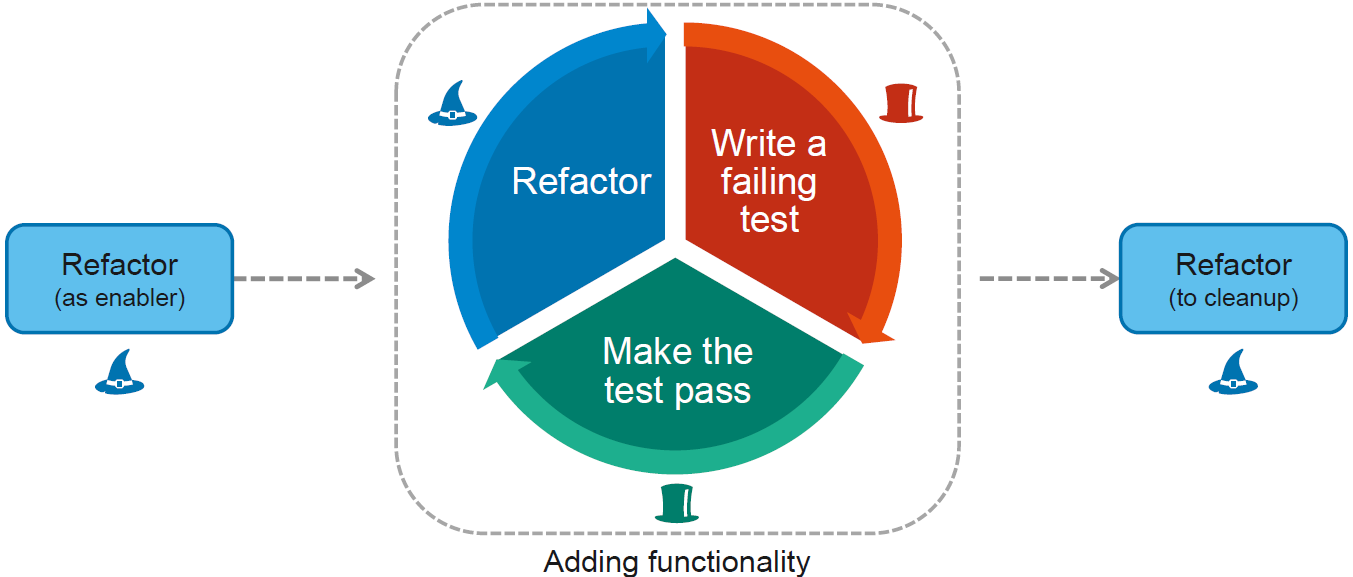 Refactor
(as enabler)
Refactor
Write a
failing
test
Make the
test pass
Adding functionality
Refactor
(to cleanup)